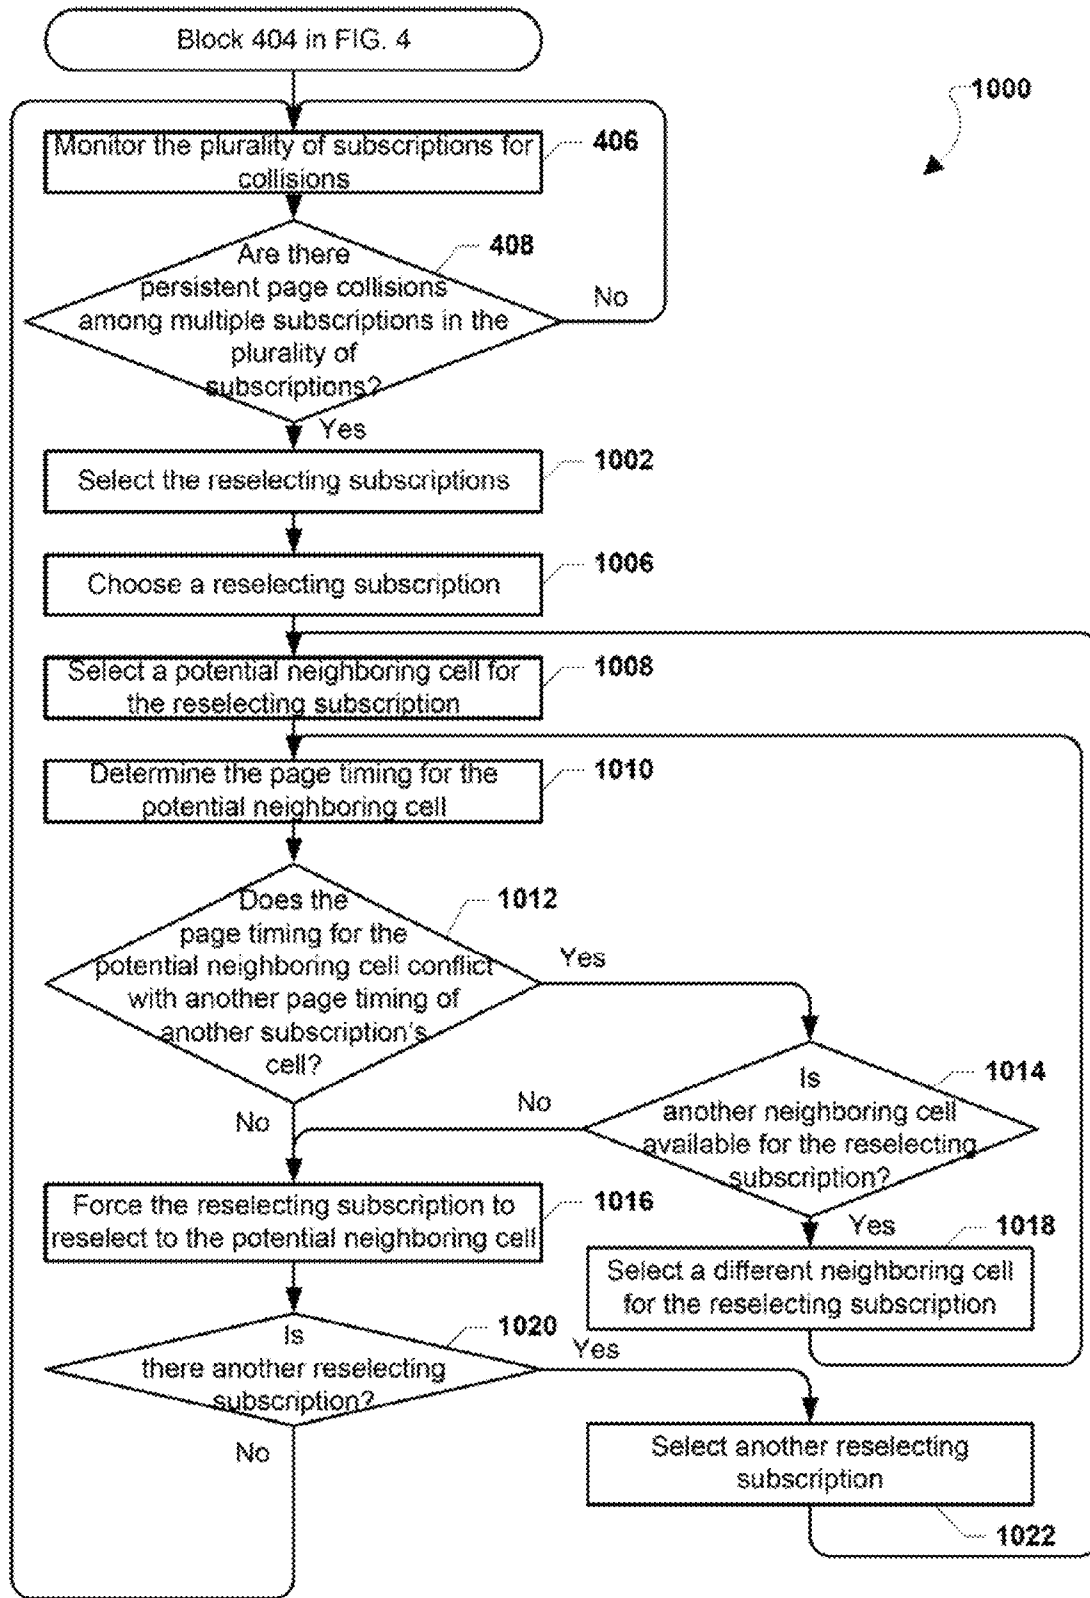 Block 404 in FIG. 4
1000
Monitor the plurality of subscriptions for
collisions
406
408
Are there
persistent page collisions
among multiple subscriptions in the
plurality of
subscriptions?
No
Yes
Select the reselecting subscriptions
1002
Choose a reselecting subscription
1006
Select a potential neighboring cell for
the reselecting subscription
1008
Determine the page timing for the
potential neighboring cell
1010
Does the
page timing for the
potential neighboring cell conflict
with another page timing of
another subscription's
cell?
1012
Yes
No
Is
another neighboring cell
available for the reselecting
subscription?
1014
No
Yes
Force the reselecting subscription to
reselect to the potential neighboring cell
1016
Select a different neighboring cell
for the reselecting subscription
1018
Is
there another reselecting
subscription?
1020
Yes
No
Select another reselecting
subscription
1022